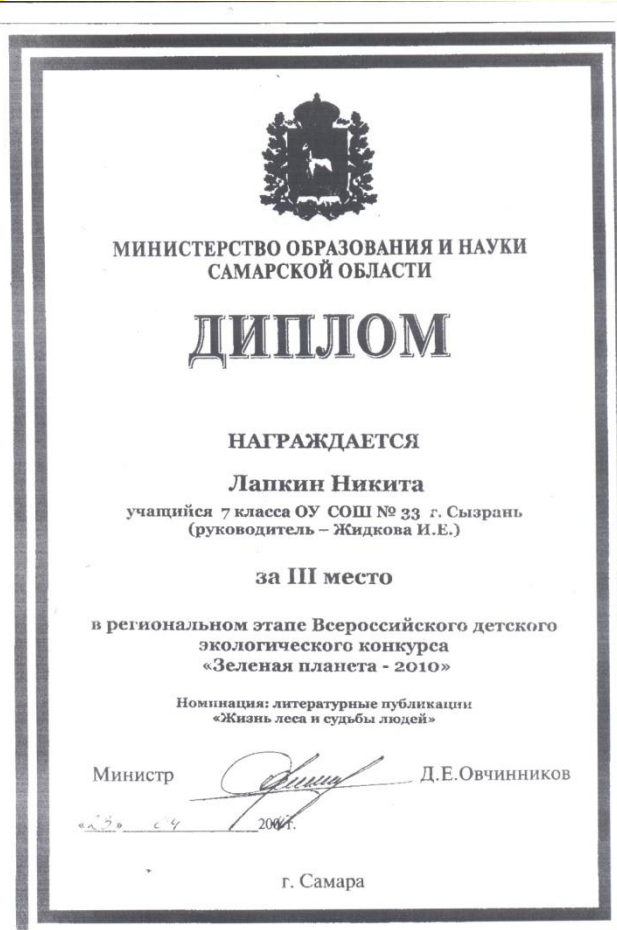 МИНИСТЕРСТВО ОБРАЗОВАНИЯ И НАУКИ
САМАРСКОЙ ОБЛАСТИ
ДИПЛОМ
НАГРАЖДАЕТСЯ
Лапкин Никита
учащийся 7 класса ОУ СОШ № 33 г. Сызрань
(руководитель – Жидкова И.Е.)
за III место
в региональном этапе Всероссийского детского
экологического конкурса
«Зеленая планета - 2010»
Номинация: литературные публикации
«Жизнь леса и судьбы людей»
Министр Д.Е.Овчинников
г. Самара